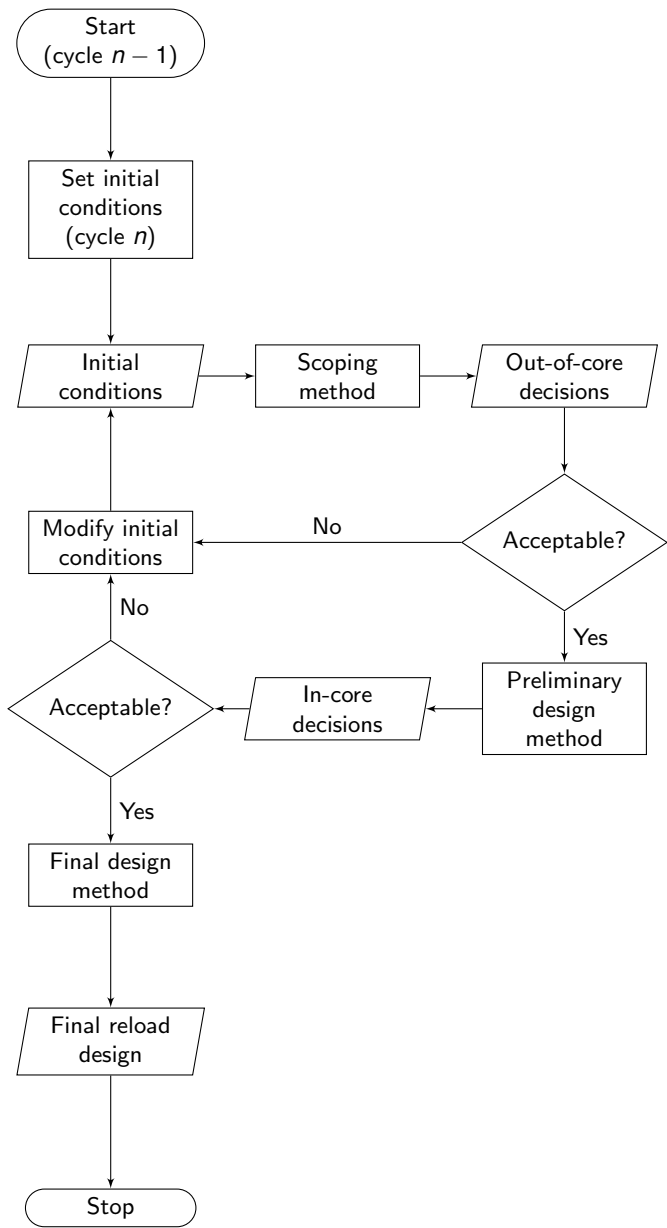 Start
(cycle n − 1)
Set initial
conditions
(cycle n)
Initial
conditions
Scoping
method
Out-of-core
decisions
Modify initial
conditions
No
Acceptable?
No
Yes
Acceptable?
In-core
decisions
Preliminary
design
method
Yes
Final design
method
Final reload
design
Stop